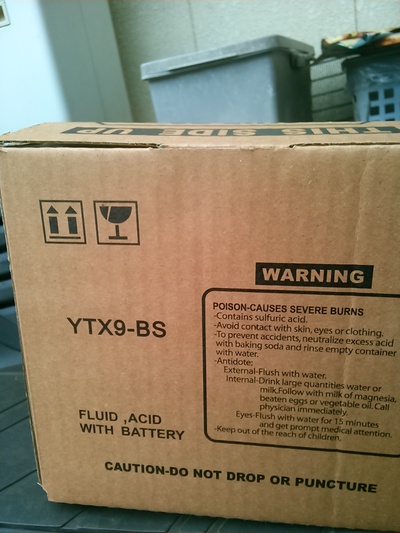 THIS SIDE UP
THIS SIDE UP
WARNING
POISON-CAUSES SEVERE BURNS
-Contains sulfuric acid.
-Avoid contact with skin, eyes or clothing.
-To prevent accidents, neutralize excess acid
with baking soda and rinse empty container
with water.
-Antidote:
External-Flush with water.
Internal-Drink large quantities water or
milk.Follow with milk of magnesia,
beaten eggs or vegetable oil. Call
physician immediately.
Eyes-Flush with water for 15 minutes
and get prompt medical attention.
-Keep out of the reach of children.
YTX9-BS
FLUID ,ACID
WITH BATTERY
CAUTION-DO NOT DROP OR PUNCTURE